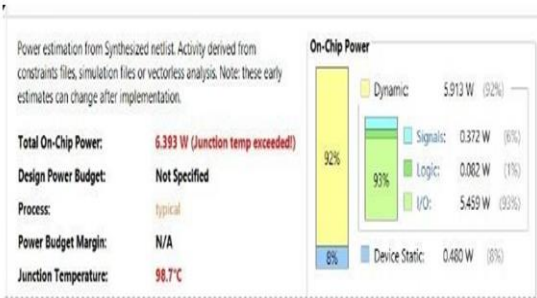 Power estimation from Synthesized netlist. Activity derived from
constraints files, simulation files or vectorless analysis. Note: these early
estimates can change after implementation.
Total On-Chip Power: 6.393 W (Junction temp exceeded!)
Design Power Budget: Not Specified
Process: typical
Power Budget Margin: N/A
Junction Temperature: 98.7°C
On-Chip Power
Dynamic: 5.913 W (92%)
92%
93%
Signals: 0.372 W (6%)
Logic: 0.082 W (1%)
I/O: 5.459 W (93%)
8%
Device Static: 0.480 W (8%)